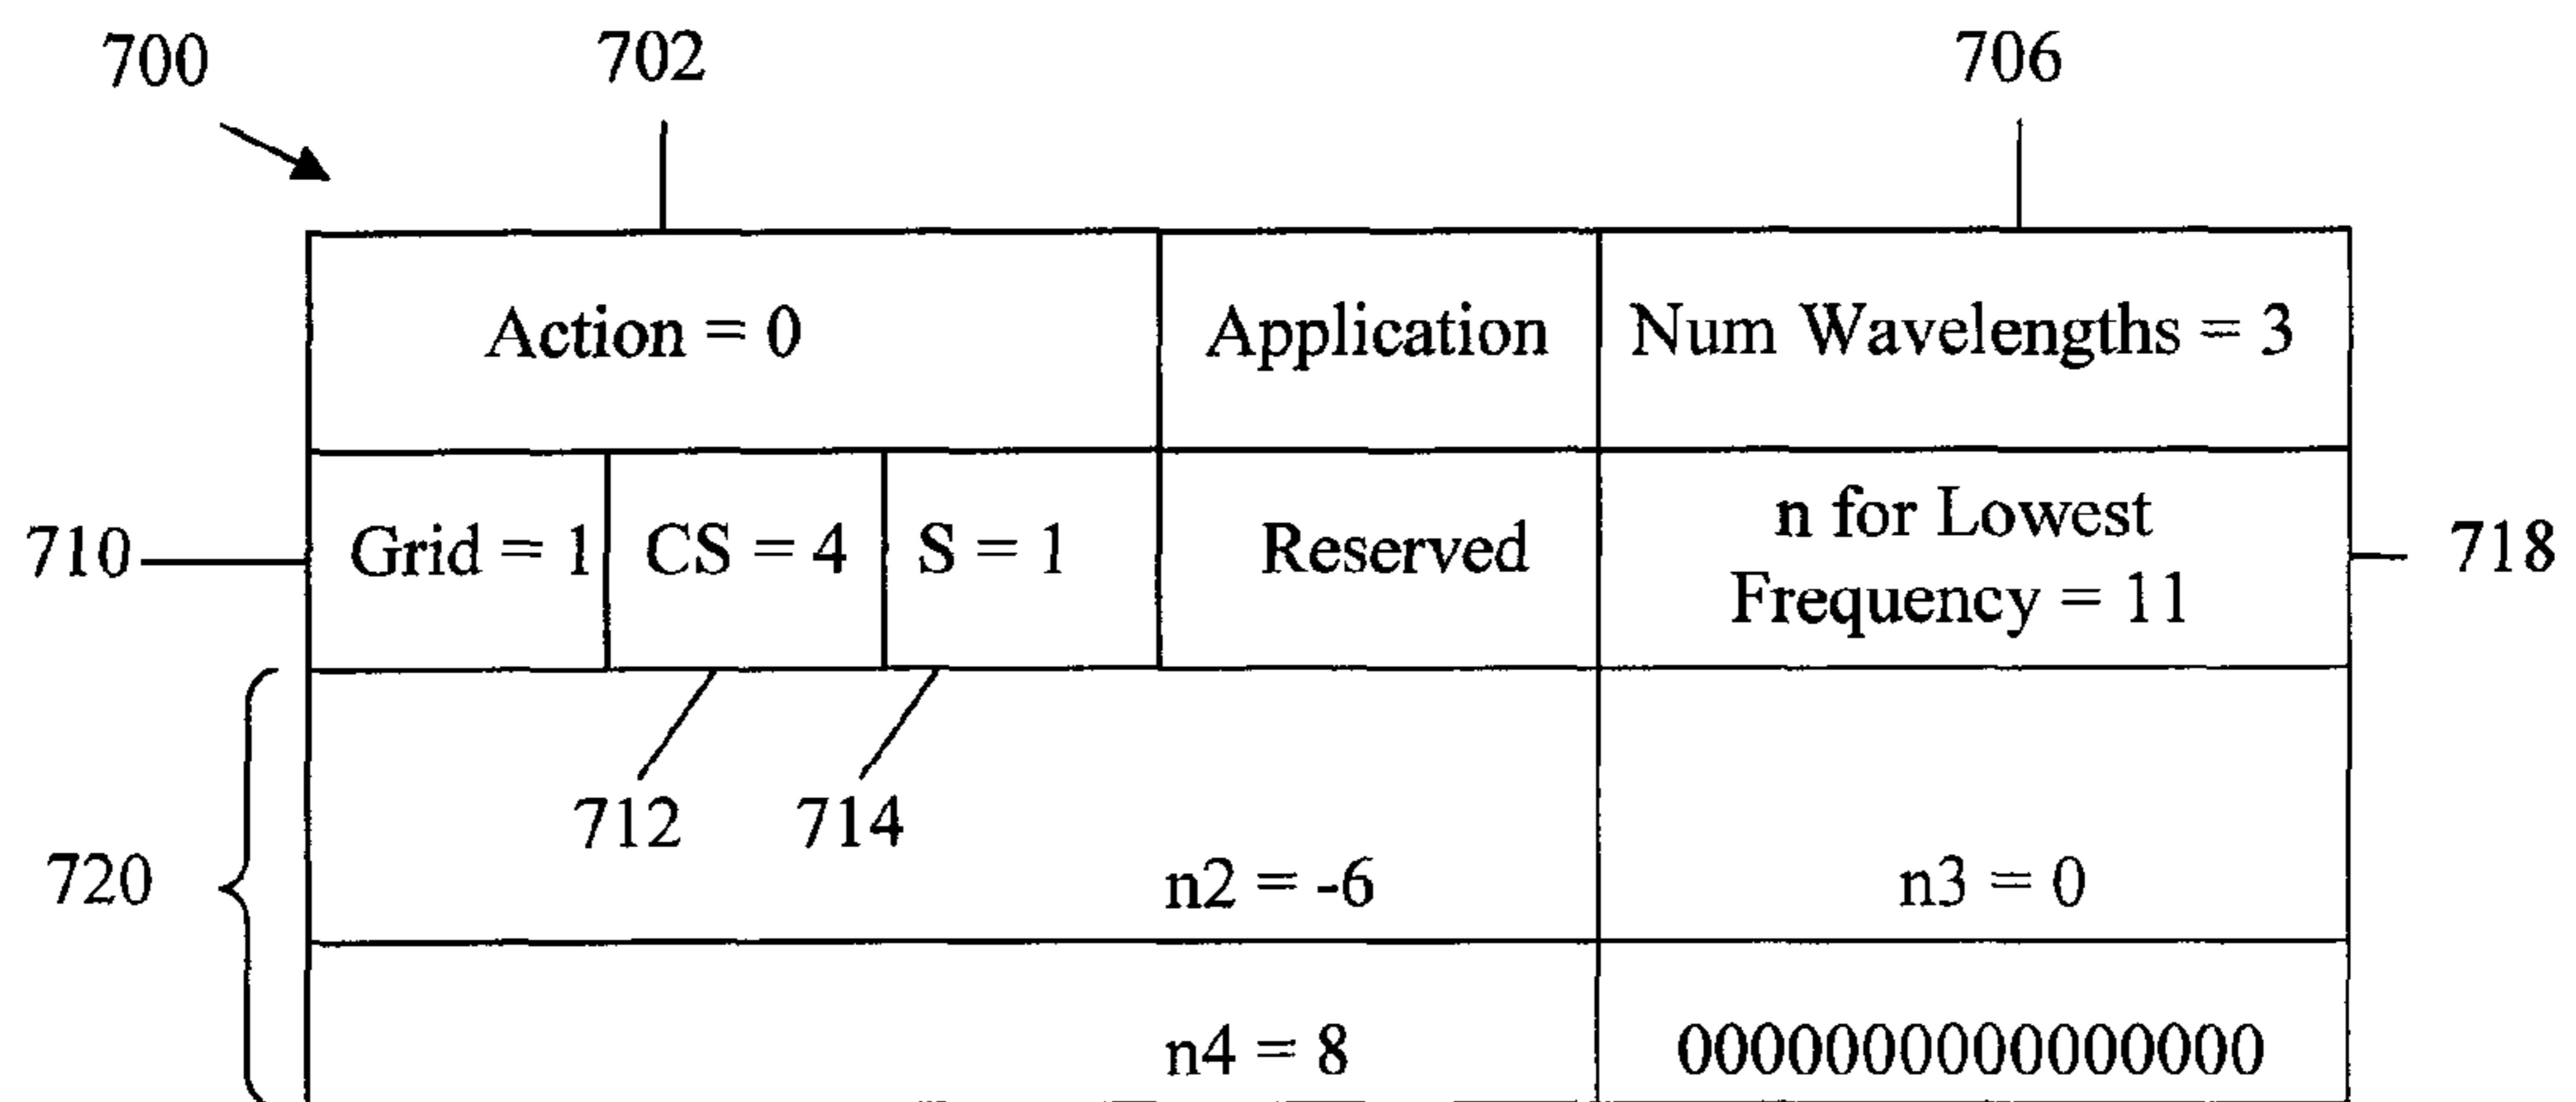 700
702
706
Action = 0
Application
Num Wavelengths = 3
710
Grid = 1
CS = 4
S = 1
Reserved
n for Lowest
Frequency = 11
718
712
714
720
n2 = -6
n3 = 0
n4 = 8
0000000000000000